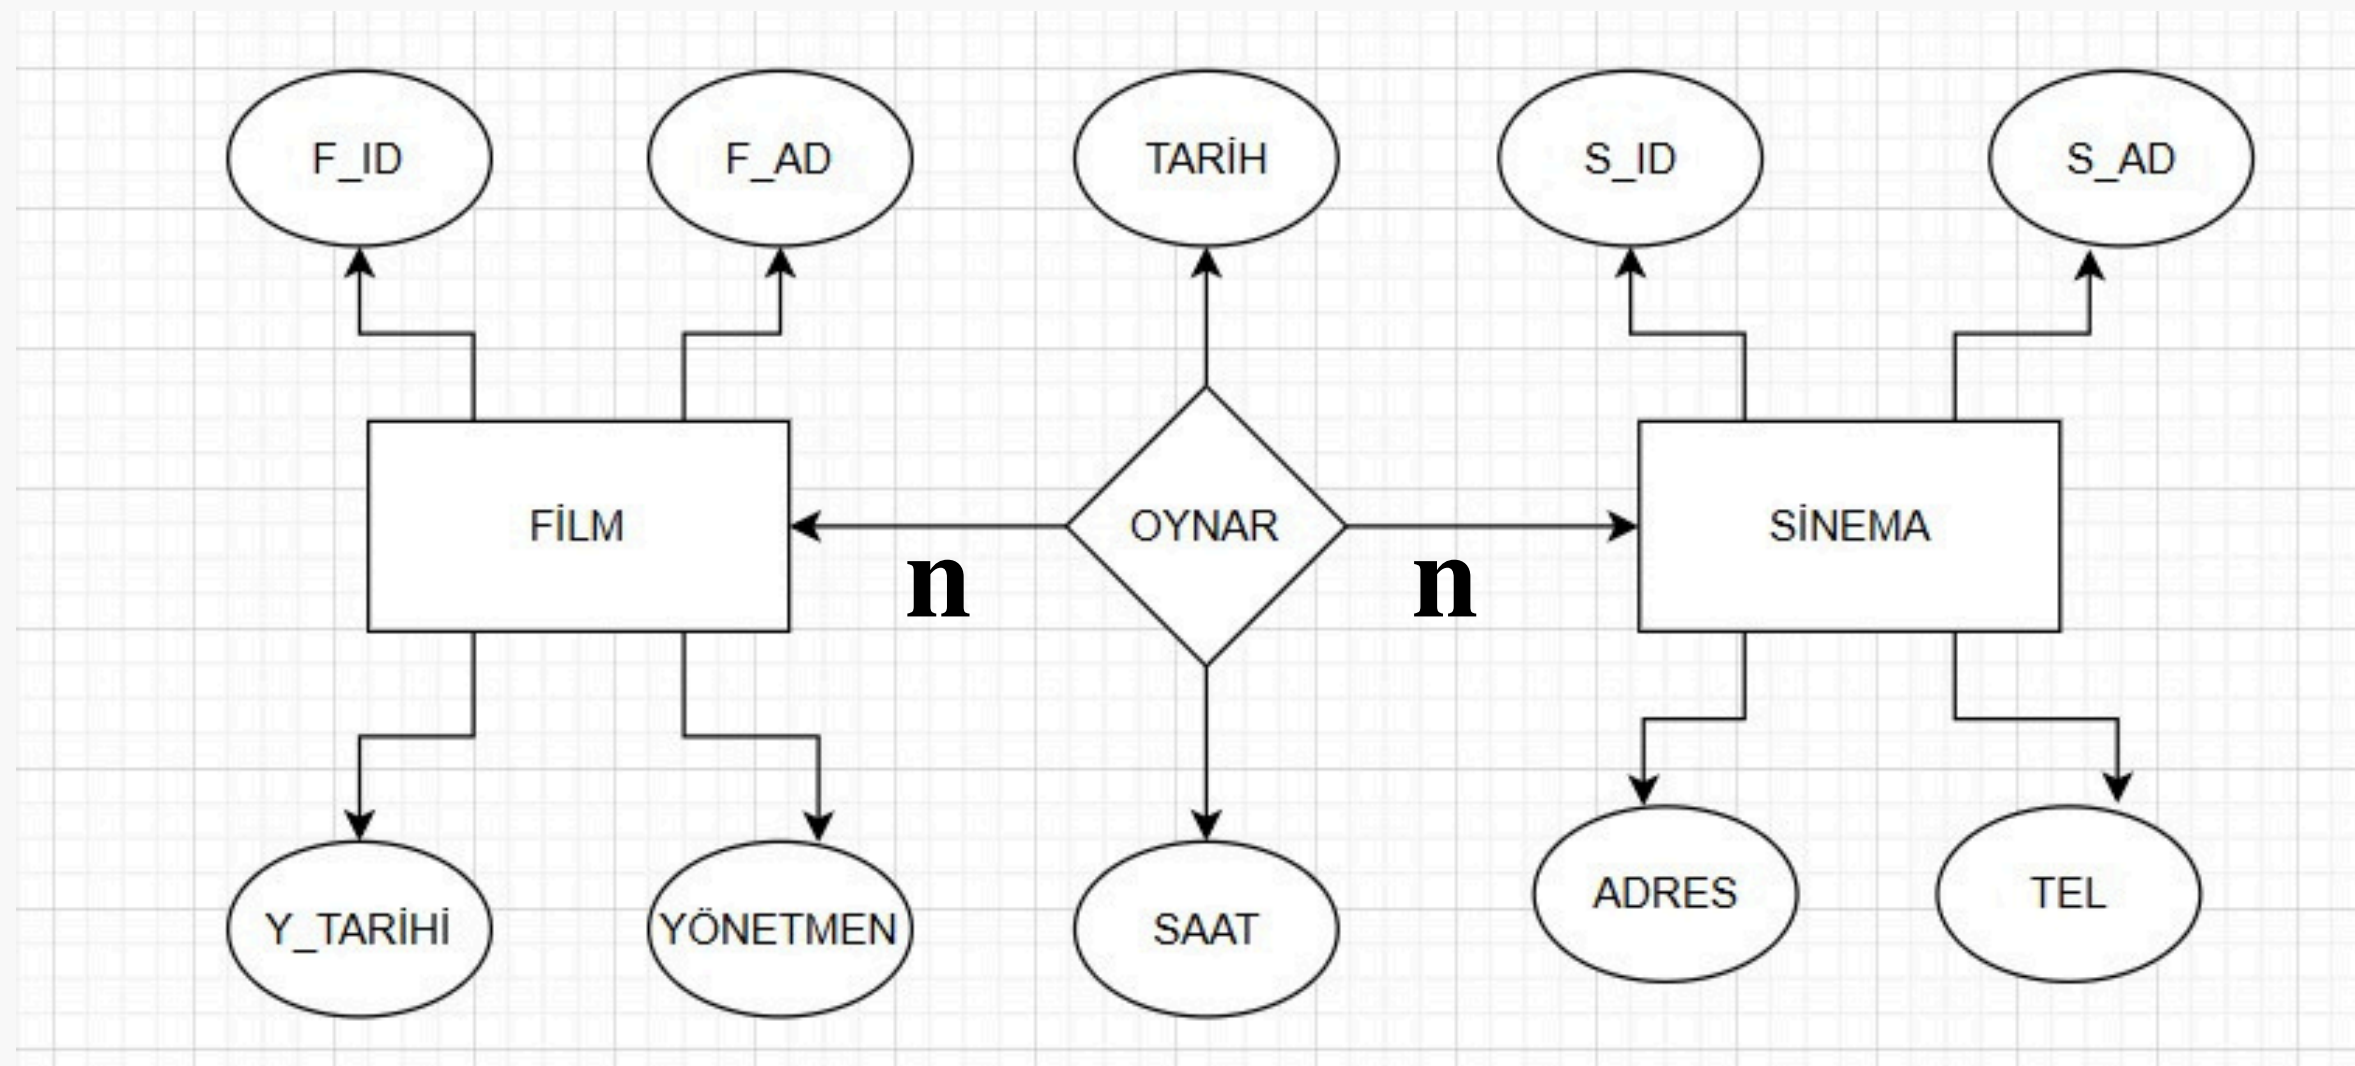 F_ID
F_AD
TARİH
S_ID
S_AD
FİLM
n
OYNAR
n
SİNEMA
Y_TARİHİ
YÖNETMEN
SAAT
ADRES
TEL